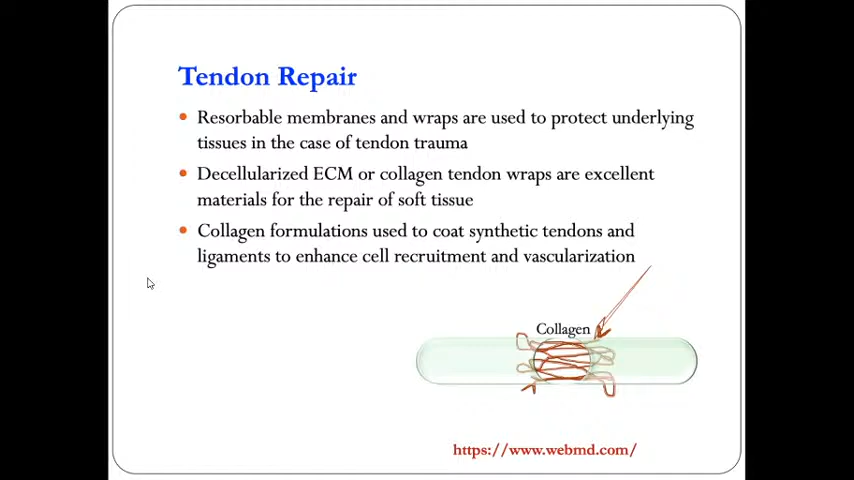 Tendon Repair
• Resorbable membranes and wraps are used to protect underlying
tissues in the case of tendon trauma
• Decellularized ECM or collagen tendon wraps are excellent
materials for the repair of soft tissue
• Collagen formulations used to coat synthetic tendons and
ligaments to enhance cell recruitment and vascularization
Collagen
https://www.webmd.com/